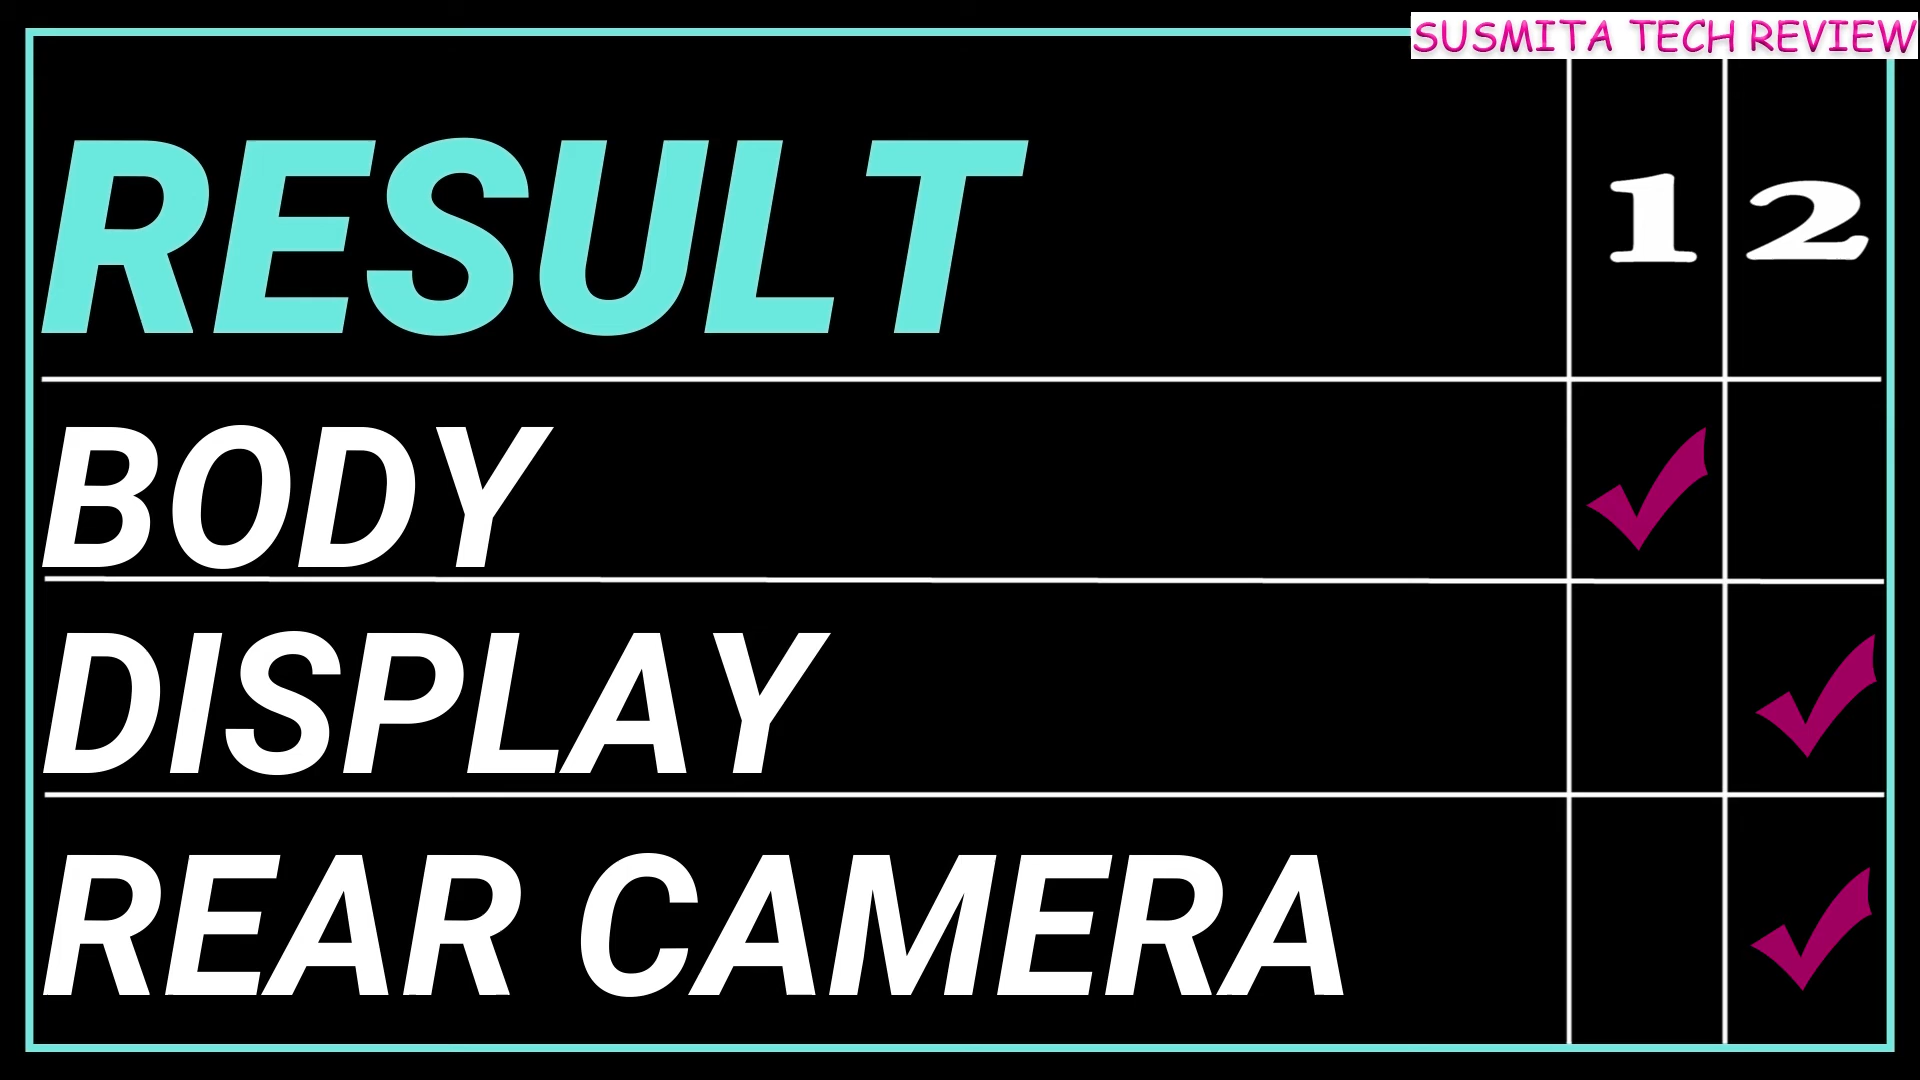 SUSMITA TECH REVIEW
RESULT 1 2
BODY ✓
DISPLAY ✓
REAR CAMERA ✓